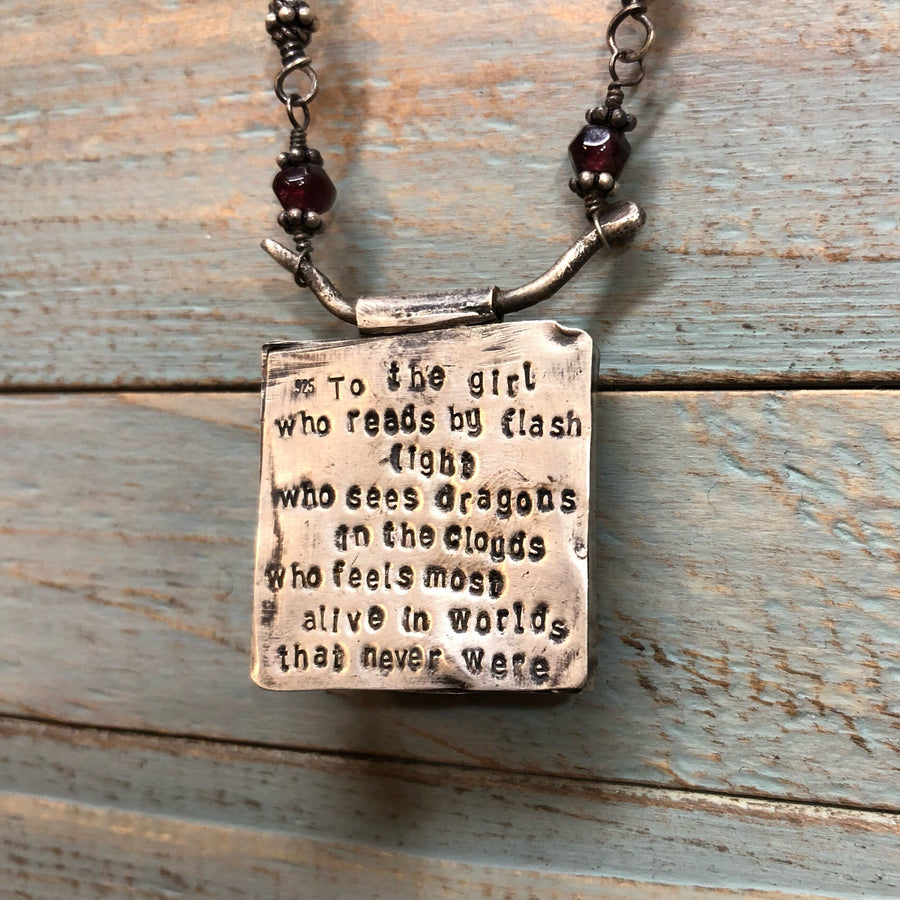 925 To the girl
who reads by flash
light
who sees dragons
in the clouds
who feels most
alive in worlds
that never were